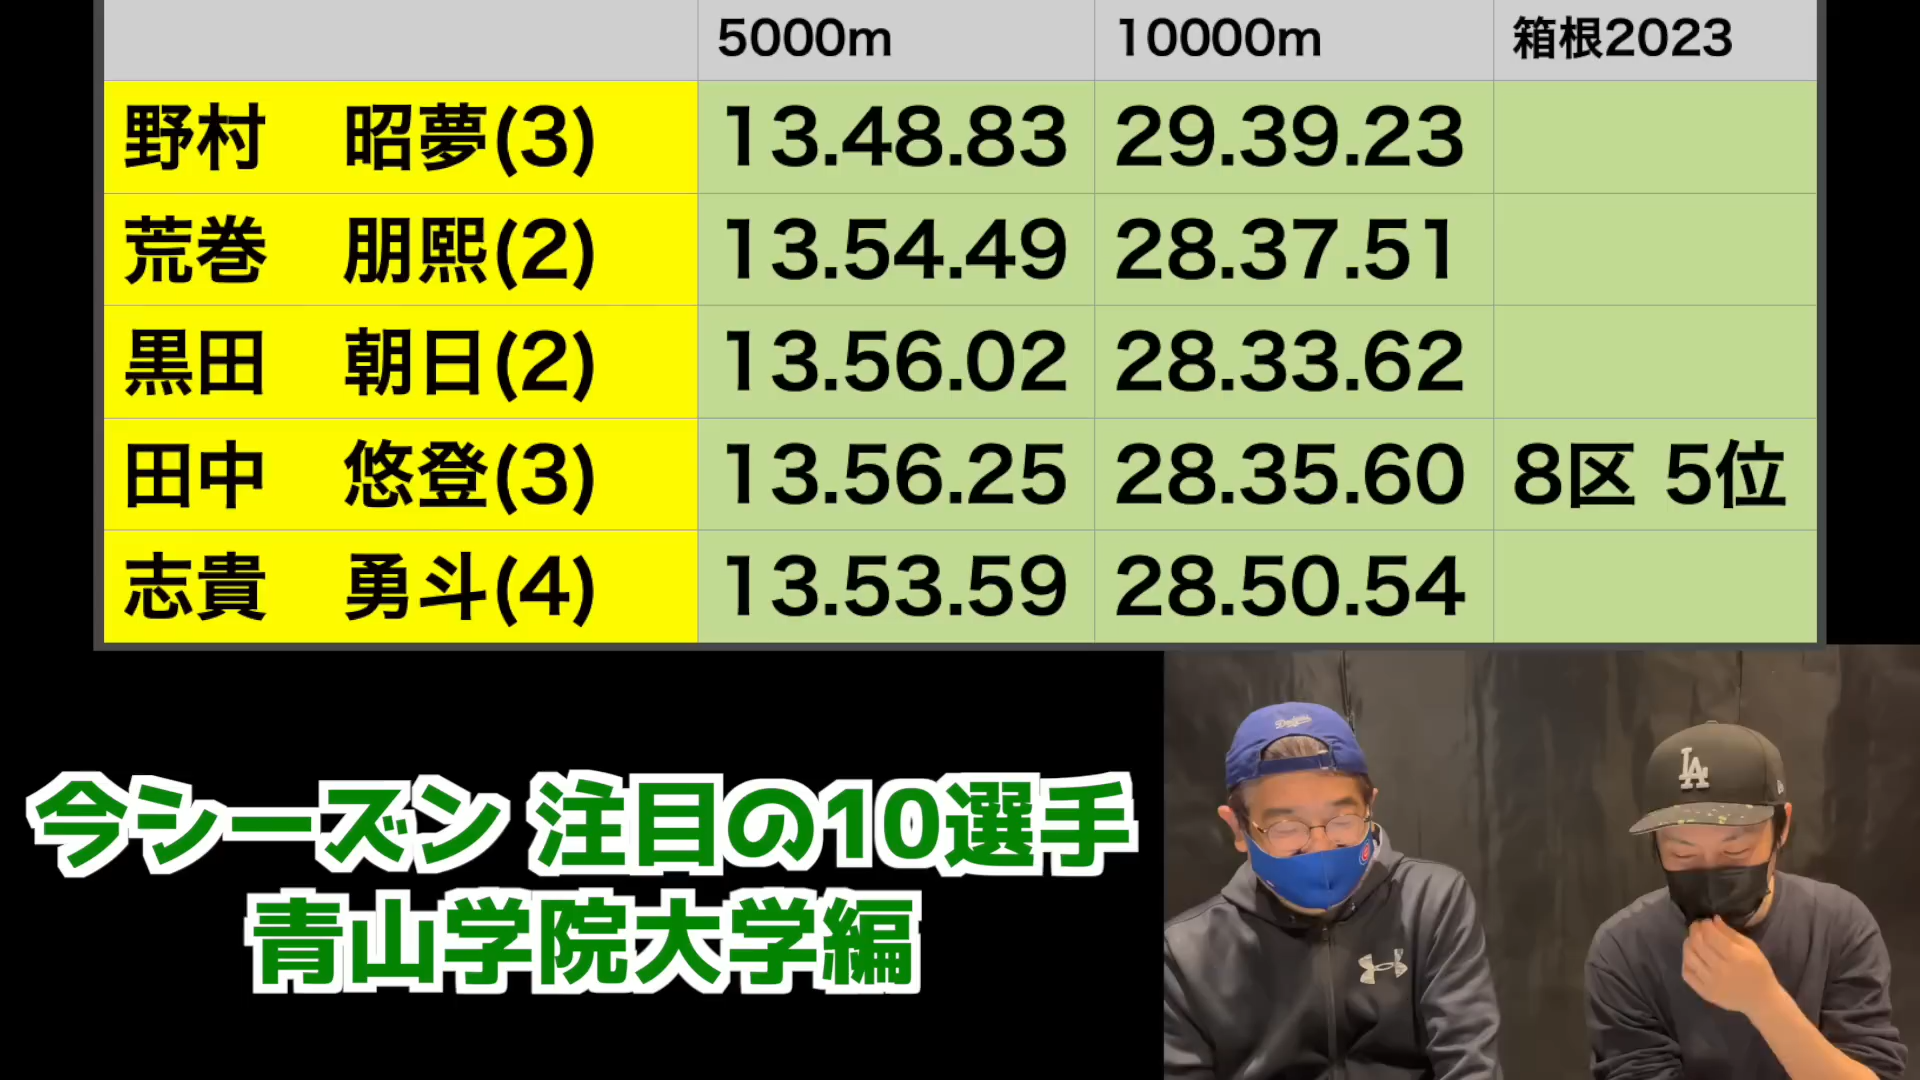 5000m 10000m 箱根2023
野村 昭夢(3) 13.48.83 29.39.23
荒巻 朋熙(2) 13.54.49 28.37.51
黒田 朝日(2) 13.56.02 28.33.62
田中 悠登(3) 13.56.25 28.35.60 8区 5位
志貴 勇斗(4) 13.53.59 28.50.54
今シーズン 注目の10選手
青山学院大学編
Dodgers
LA